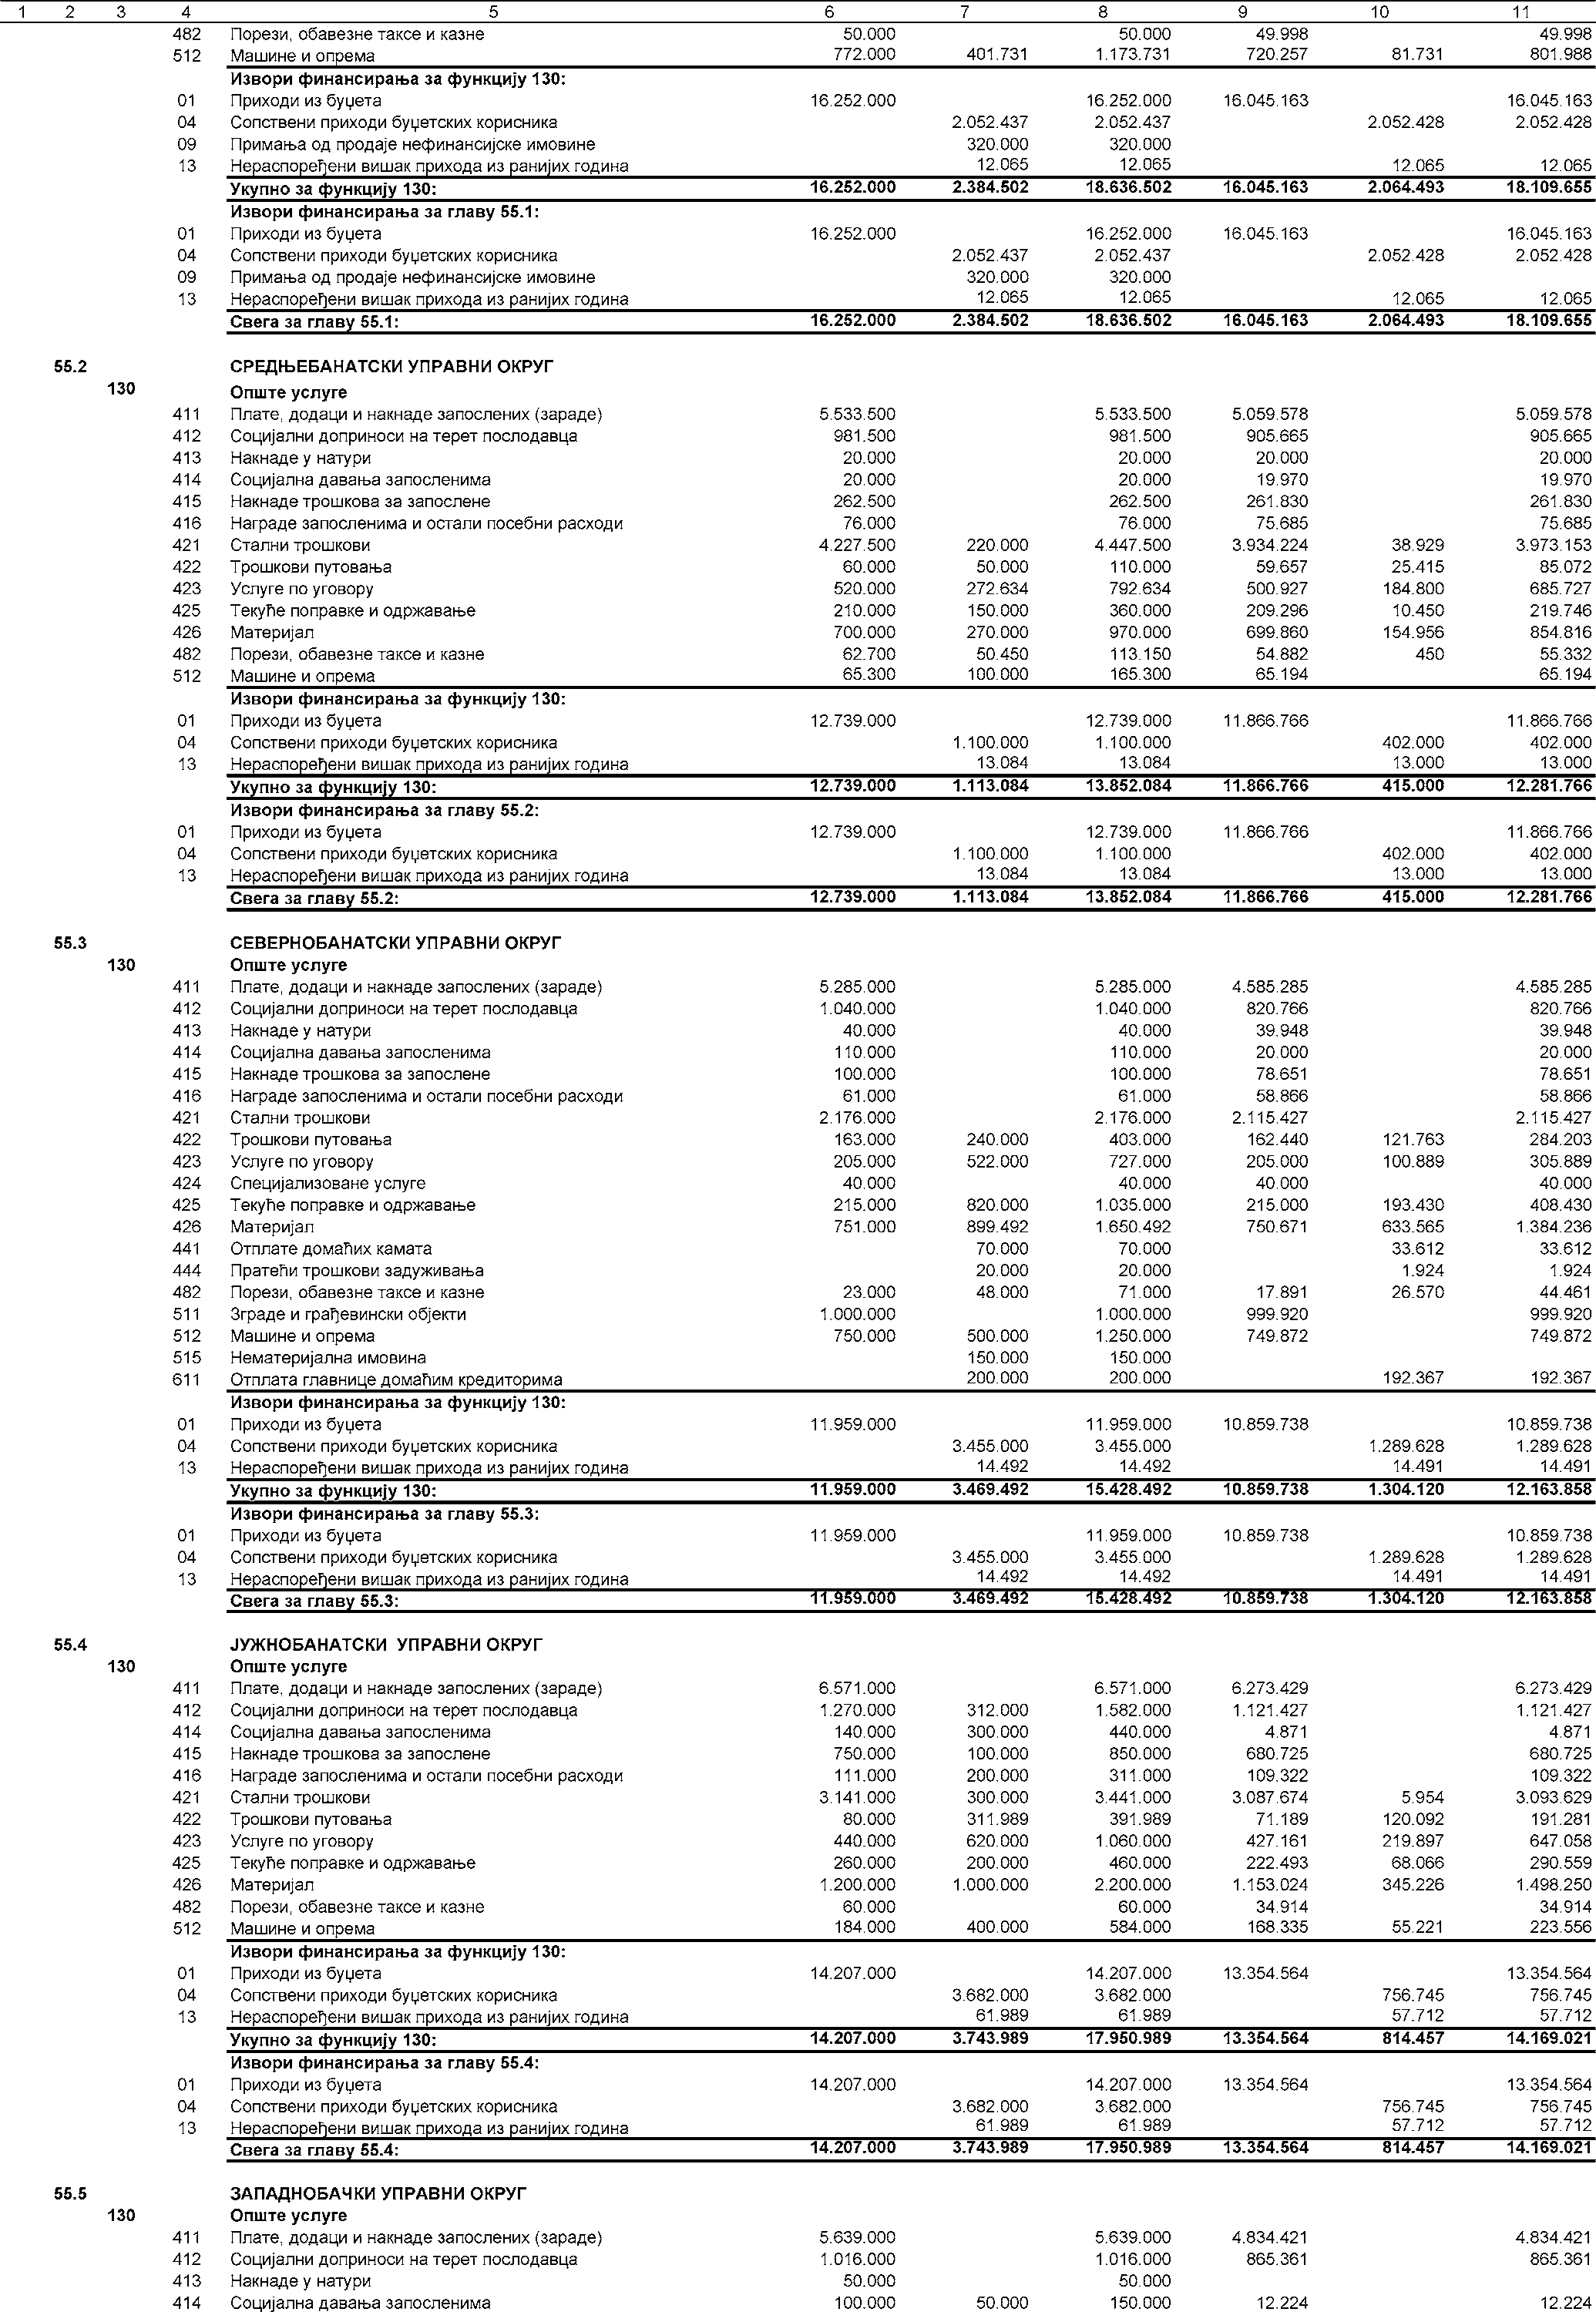 1 2 3 4 5 6 7 8 9 10 11
482 Порези, обавезне таксе и казне 50.000 50.000 49.998 49.998
512 Машине и опрема 772.000 401.731 1.173.731 720.257 81.731 801.988
Извори финансирања за функцију 130:
01 Приходи из буџета 16.252.000 16.252.000 16.045.163 16.045.163
04 Сопствени приходи буџетских корисника 2.052.437 2.052.437 2.052.428 2.052.428
09 Примања од продаје нефинансијске имовине 320.000 320.000
13 Нераспоређени вишак прихода из ранијих година 12.065 12.065 12.065 12.065
Укупно за функцију 130: 16.252.000 2.384.502 18.636.502 16.045.163 2.064.493 18.109.655
Извори финансирања за главу 55.1:
01 Приходи из буџета 16.252.000 16.252.000 16.045.163 16.045.163
04 Сопствени приходи буџетских корисника 2.052.437 2.052.437 2.052.428 2.052.428
09 Примања од продаје нефинансијске имовине 320.000 320.000
13 Нераспоређени вишак прихода из ранијих година 12.065 12.065 12.065 12.065
Свега за главу 55.1: 16.252.000 2.384.502 18.636.502 16.045.163 2.064.493 18.109.655
55.2 СРЕДЊЕБАНАТСКИ УПРАВНИ ОКРУГ
130 Опште услуге
411 Плате, додаци и накнаде запослених (зараде) 5.533.500 5.533.500 5.059.578 5.059.578
412 Социјални доприноси на терет послодавца 981.500 981.500 905.665 905.665
413 Накнаде у натури 20.000 20.000 20.000 20.000
414 Социјална давања запосленима 20.000 20.000 19.970 19.970
415 Накнаде трошкова за запослене 262.500 262.500 261.830 261.830
416 Награде запосленима и остали посебни расходи 76.000 76.000 75.685 75.685
421 Стални трошкови 4.227.500 220.000 4.447.500 3.934.224 38.929 3.973.153
422 Трошкови путовања 60.000 50.000 110.000 59.657 25.415 85.072
423 Услуге по уговору 520.000 272.634 792.634 500.927 184.800 685.727
425 Текуће поправке и одржавање 210.000 150.000 360.000 209.296 10.450 219.746
426 Материјал 700.000 270.000 970.000 699.860 154.956 854.816
482 Порези, обавезне таксе и казне 62.700 50.450 113.150 54.882 450 55.332
512 Машине и опрема 65.300 100.000 165.300 65.194 65.194
Извори финансирања за функцију 130:
01 Приходи из буџета 12.739.000 12.739.000 11.866.766 11.866.766
04 Сопствени приходи буџетских корисника 1.100.000 1.100.000 402.000 402.000
13 Нераспоређени вишак прихода из ранијих година 13.084 13.084 13.000 13.000
Укупно за функцију 130: 12.739.000 1.113.084 13.852.084 11.866.766 415.000 12.281.766
Извори финансирања за главу 55.2:
01 Приходи из буџета 12.739.000 12.739.000 11.866.766 11.866.766
04 Сопствени приходи буџетских корисника 1.100.000 1.100.000 402.000 402.000
13 Нераспоређени вишак прихода из ранијих година 13.084 13.084 13.000 13.000
Свега за главу 55.2: 12.739.000 1.113.084 13.852.084 11.866.766 415.000 12.281.766
55.3 СЕВЕРНОБАНАТСКИ УПРАВНИ ОКРУГ
130 Опште услуге
411 Плате, додаци и накнаде запослених (зараде) 5.285.000 5.285.000 4.585.285 4.585.285
412 Социјални доприноси на терет послодавца 1.040.000 1.040.000 820.766 820.766
413 Накнаде у натури 40.000 40.000 39.948 39.948
414 Социјална давања запосленима 110.000 110.000 20.000 20.000
415 Накнаде трошкова за запослене 100.000 100.000 78.651 78.651
416 Награде запосленима и остали посебни расходи 61.000 61.000 58.866 58.866
421 Стални трошкови 2.176.000 2.176.000 2.115.427 2.115.427
422 Трошкови путовања 163.000 240.000 403.000 162.440 121.763 284.203
423 Услуге по уговору 205.000 522.000 727.000 205.000 100.889 305.889
424 Специјализоване услуге 40.000 40.000 40.000 40.000
425 Текуће поправке и одржавање 215.000 820.000 1.035.000 215.000 193.430 408.430
426 Материјал 751.000 899.492 1.650.492 750.671 633.565 1.384.236
441 Отплате домаћих камата 70.000 70.000 33.612 33.612
444 Пратећи трошкови задуживања 20.000 20.000 1.924 1.924
482 Порези, обавезне таксе и казне 23.000 48.000 71.000 17.891 26.570 44.461
511 Зграде и грађевински објекти 1.000.000 1.000.000 999.920 999.920
512 Машине и опрема 750.000 500.000 1.250.000 749.872 749.872
515 Нематеријална имовина 150.000 150.000
611 Отплата главнице домаћим кредиторима 200.000 200.000 192.367 192.367
Извори финансирања за функцију 130:
01 Приходи из буџета 11.959.000 11.959.000 10.859.738 10.859.738
04 Сопствени приходи буџетских корисника 3.455.000 3.455.000 1.289.628 1.289.628
13 Нераспоређени вишак прихода из ранијих година 14.492 14.492 14.491 14.491
Укупно за функцију 130: 11.959.000 3.469.492 15.428.492 10.859.738 1.304.120 12.163.858
Извори финансирања за главу 55.3:
01 Приходи из буџета 11.959.000 11.959.000 10.859.738 10.859.738
04 Сопствени приходи буџетских корисника 3.455.000 3.455.000 1.289.628 1.289.628
13 Нераспоређени вишак прихода из ранијих година 14.492 14.492 14.491 14.491
Свега за главу 55.3: 11.959.000 3.469.492 15.428.492 10.859.738 1.304.120 12.163.858
55.4 ЈУЖНОБАНАТСКИ УПРАВНИ ОКРУГ
130 Опште услуге
411 Плате, додаци и накнаде запослених (зараде) 6.571.000 6.571.000 6.273.429 6.273.429
412 Социјални доприноси на терет послодавца 1.270.000 312.000 1.582.000 1.121.427 1.121.427
414 Социјална давања запосленима 140.000 300.000 440.000 4.871 4.871
415 Накнаде трошкова за запослене 750.000 100.000 850.000 680.725 680.725
416 Награде запосленима и остали посебни расходи 111.000 200.000 311.000 109.322 109.322
421 Стални трошкови 3.141.000 300.000 3.441.000 3.087.674 5.954 3.093.629
422 Трошкови путовања 80.000 311.989 391.989 71.189 120.092 191.281
423 Услуге по уговору 440.000 620.000 1.060.000 427.161 219.897 647.058
425 Текуће поправке и одржавање 260.000 200.000 460.000 222.493 68.066 290.559
426 Материјал 1.200.000 1.000.000 2.200.000 1.153.024 345.226 1.498.250
482 Порези, обавезне таксе и казне 60.000 60.000 34.914 34.914
512 Машине и опрема 184.000 400.000 584.000 168.335 55.221 223.556
Извори финансирања за функцију 130:
01 Приходи из буџета 14.207.000 14.207.000 13.354.564 13.354.564
04 Сопствени приходи буџетских корисника 3.682.000 3.682.000 756.745 756.745
13 Нераспоређени вишак прихода из ранијих година 61.989 61.989 57.712 57.712
Укупно за функцију 130: 14.207.000 3.743.989 17.950.989 13.354.564 814.457 14.169.021
Извори финансирања за главу 55.4:
01 Приходи из буџета 14.207.000 14.207.000 13.354.564 13.354.564
04 Сопствени приходи буџетских корисника 3.682.000 3.682.000 756.745 756.745
13 Нераспоређени вишак прихода из ранијих година 61.989 61.989 57.712 57.712
Свега за главу 55.4: 14.207.000 3.743.989 17.950.989 13.354.564 814.457 14.169.021
55.5 ЗАПАДНОБАЧКИ УПРАВНИ ОКРУГ
130 Опште услуге
411 Плате, додаци и накнаде запослених (зараде) 5.639.000 5.639.000 4.834.421 4.834.421
412 Социјални доприноси на терет послодавца 1.016.000 1.016.000 865.361 865.361
413 Накнаде у натури 50.000 50.000
414 Социјална давања запосленима 100.000 50.000 150.000 12.224 12.224